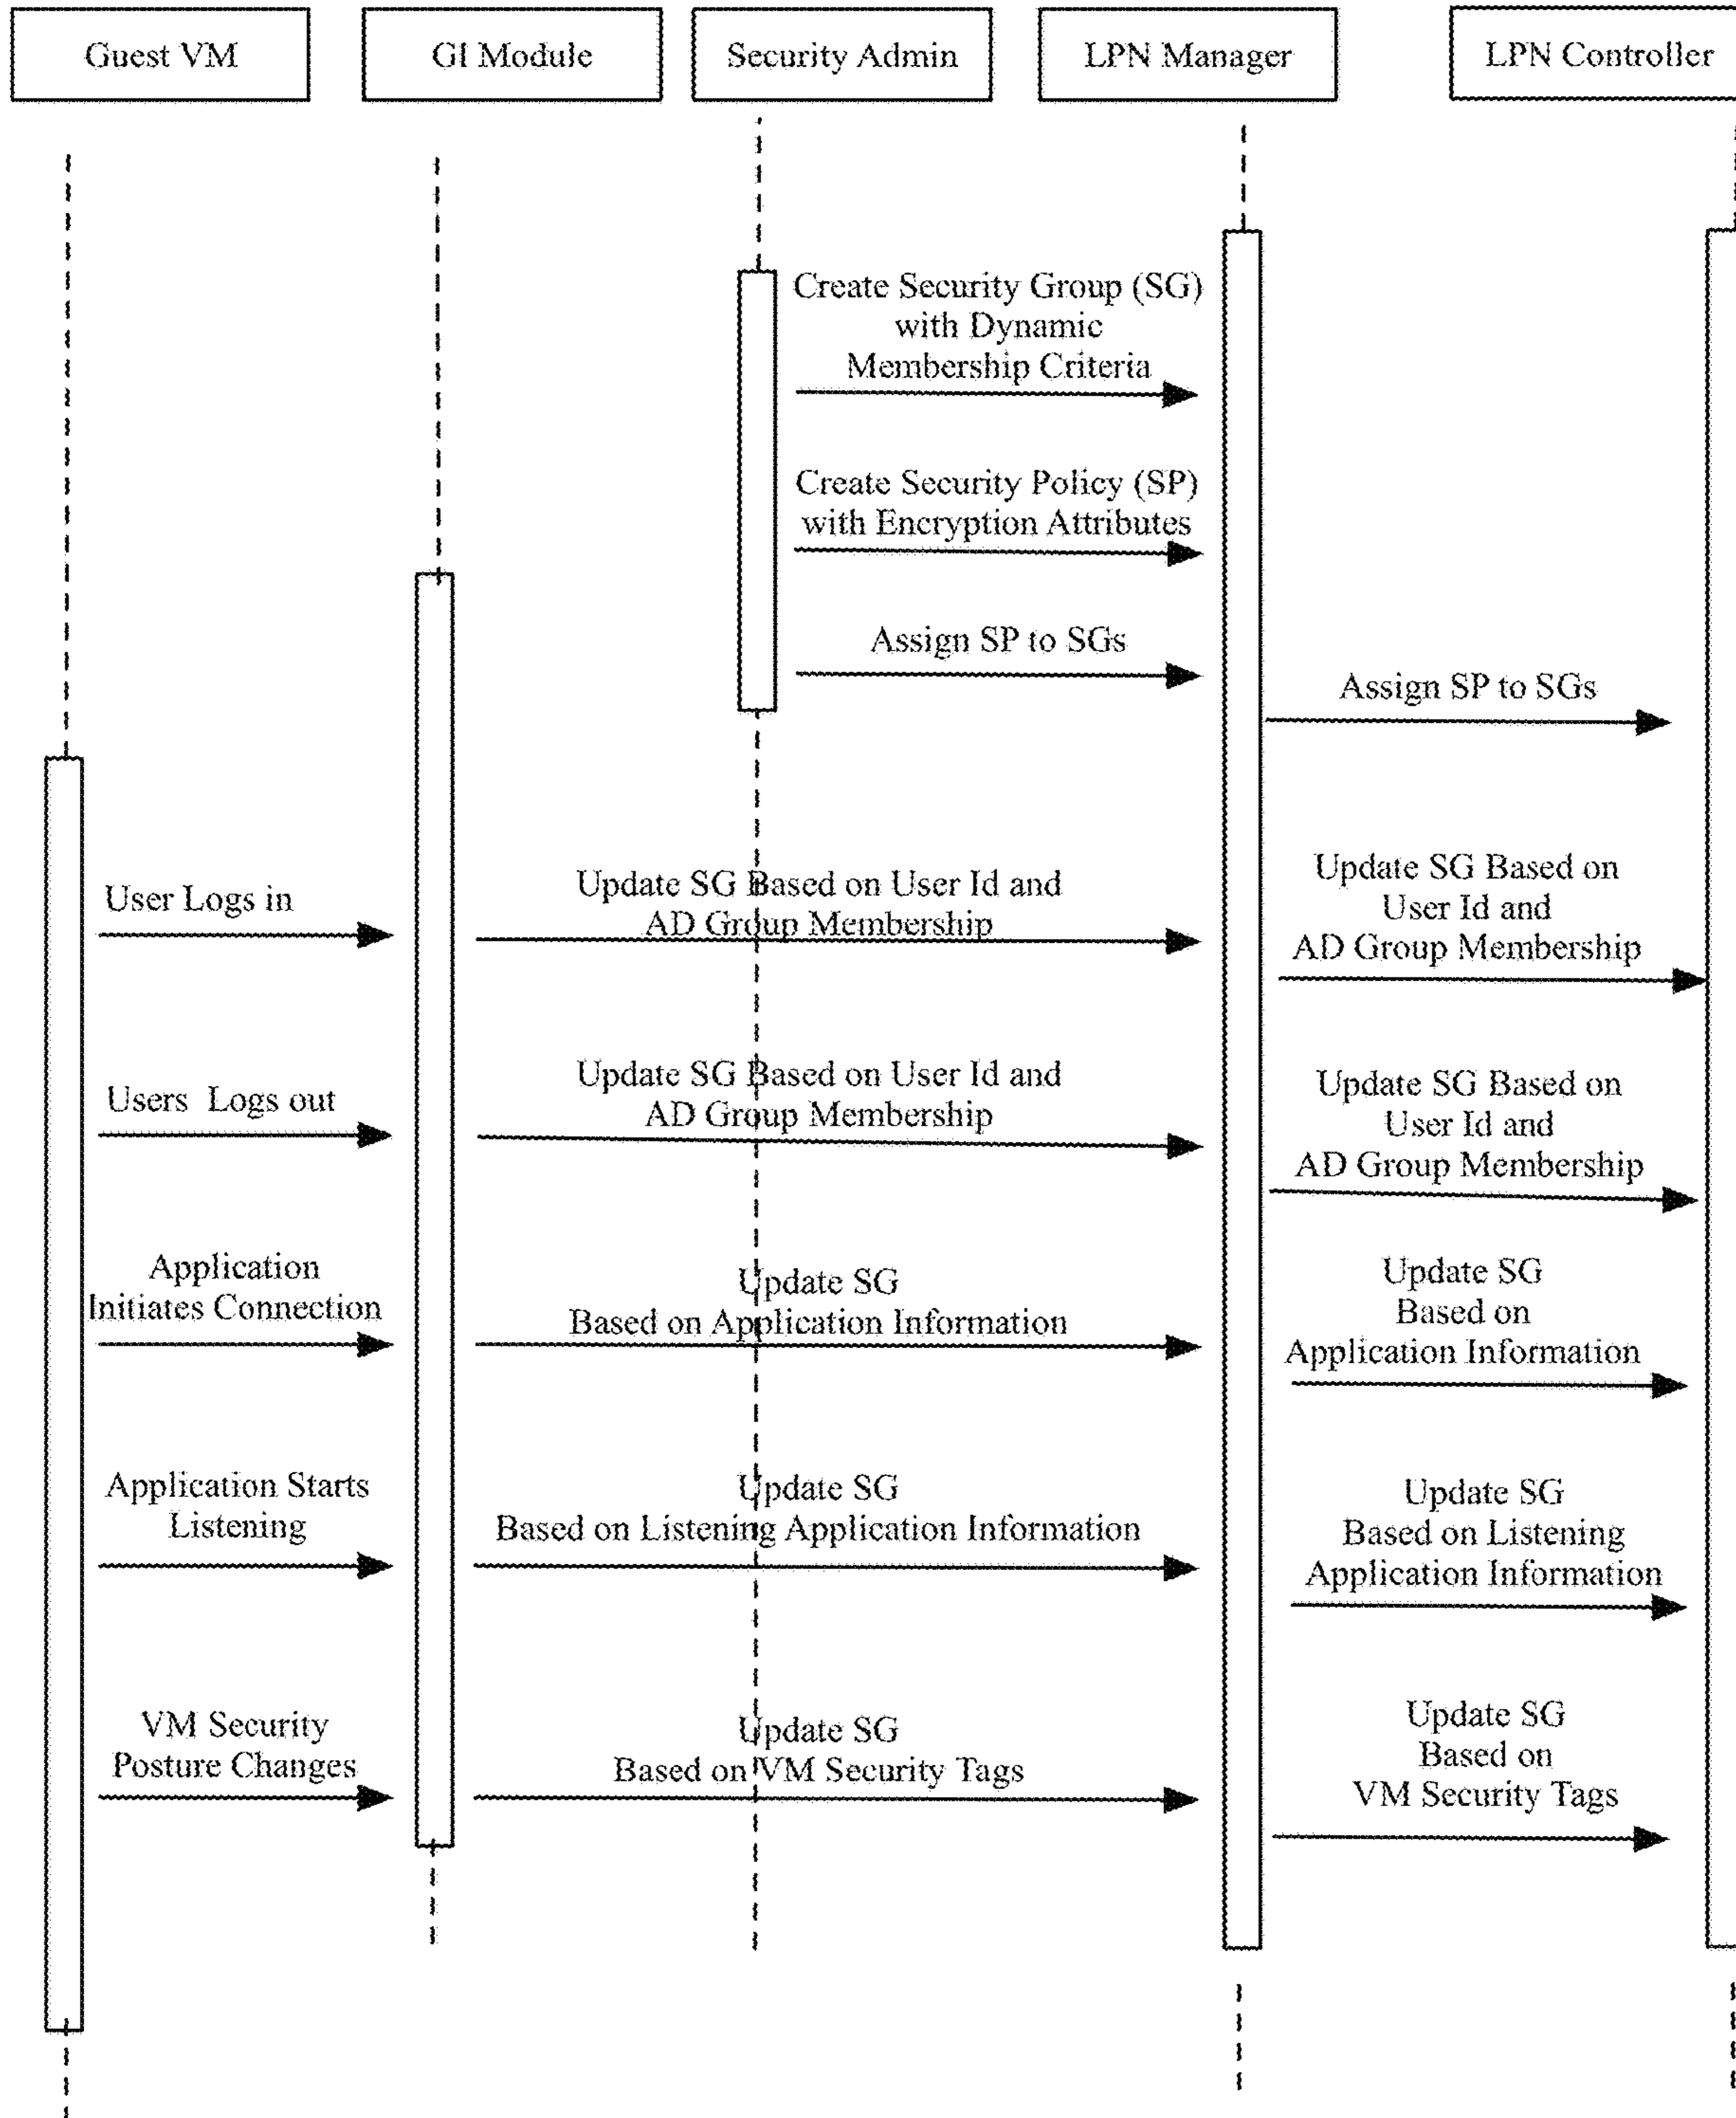 Guest VM
GI Module
Security Admin
LPN Manager
LPN Controller
Create Security Group (SG)
with Dynamic
Membership Criteria
Create Security Policy (SP)
with Encryption Attributes
Assign SP to SGs
Assign SP to SGs
User Logs in
Update SG Based on User Id and
AD Group Membership
Update SG Based on
User Id and
AD Group Membership
Users Logs out
Update SG Based on User Id and
AD Group Membership
Update SG Based on
User Id and
AD Group Membership
Application
Initiates Connection
Update SG
Based on Application Information
Update SG
Based on
Application Information
Application Starts
Listening
Update SG
Based on Listening Application Information
Update SG
Based on Listening
Application Information
VM Security
Posture Changes
Update SG
Based on VM Security Tags
Update SG
Based on
VM Security Tags